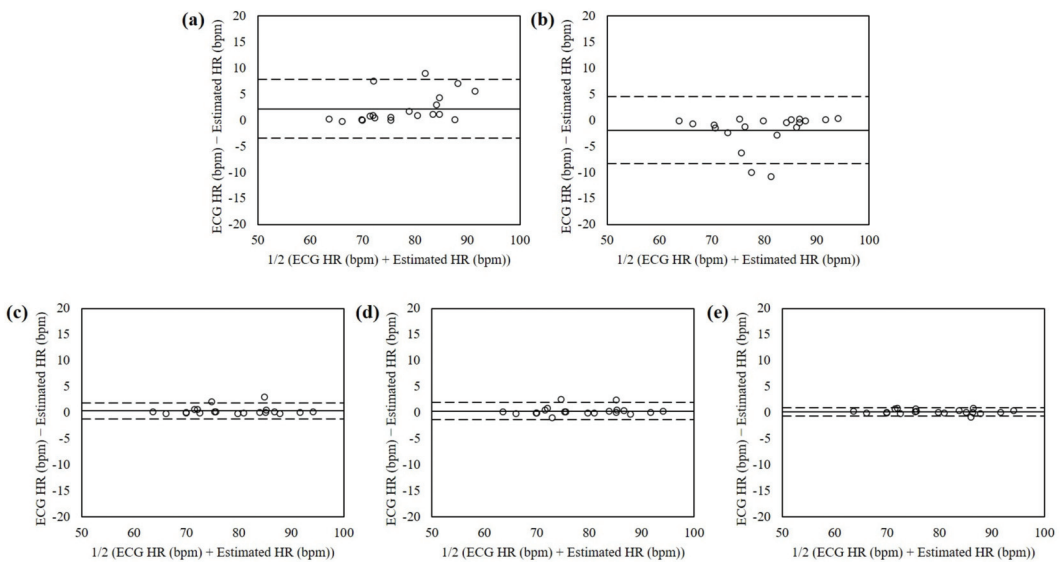 (a)
ECG HR (bpm) − Estimated HR (bpm)
20
15
10
5
0
-5
-10
-15
-20
50 60 70 80 90 100
1/2 (ECG HR (bpm) + Estimated HR (bpm))
(b)
ECG HR (bpm) − Estimated HR (bpm)
20
15
10
5
0
-5
-10
-15
-20
50 60 70 80 90 100
1/2 (ECG HR (bpm) + Estimated HR (bpm))
(c)
ECG HR (bpm) − Estimated HR (bpm)
20
15
10
5
0
-5
-10
-15
-20
50 60 70 80 90 100
1/2 (ECG HR (bpm) + Estimated HR (bpm))
(d)
ECG HR (bpm) − Estimated HR (bpm)
20
15
10
5
0
-5
-10
-15
-20
50 60 70 80 90 100
1/2 (ECG HR (bpm) + Estimated HR (bpm))
(e)
ECG HR (bpm) − Estimated HR (bpm)
20
15
10
5
0
-5
-10
-15
-20
50 60 70 80 90 100
1/2 (ECG HR (bpm) + Estimated HR (bpm))